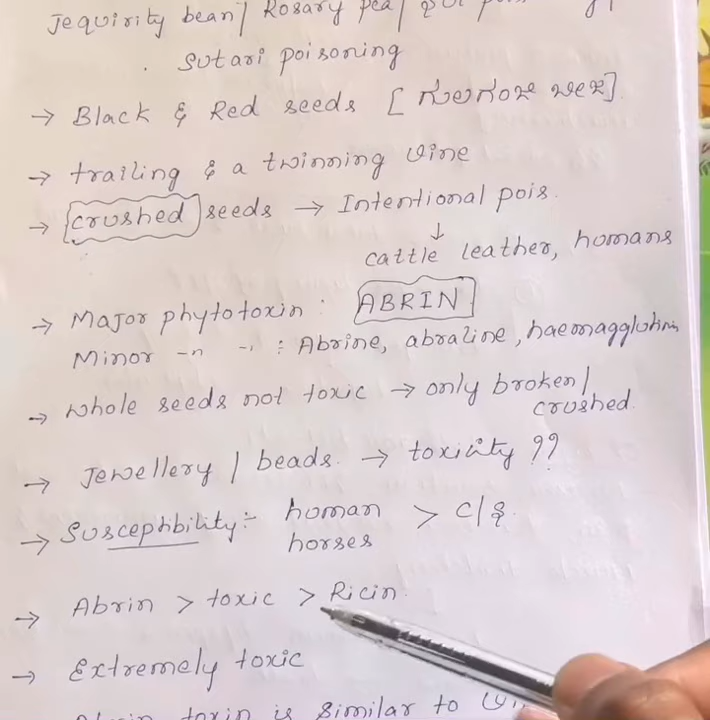 Jequirity bean/ Rosary pea/
Sutari poisoning
→ Black & Red seeds [ಗುಲಗಂಜಿ ಬೀಜ]
→ trailing & a twinning vine
→ crushed seeds → Intentional pois.
↓
cattle leather, homans
→ Major phytotoxin : ABRIN
Minor -"- -"- : Abrine, abraline, haemagglutinin
→ Whole seeds not toxic → only broken/
crushed.
→ Jewellery / beads. → toxicity ??
→ Susceptibility:- human > C/S.
horses
→ Abrin > toxic > Ricin.
→ Extremely toxic
toxin is similar to